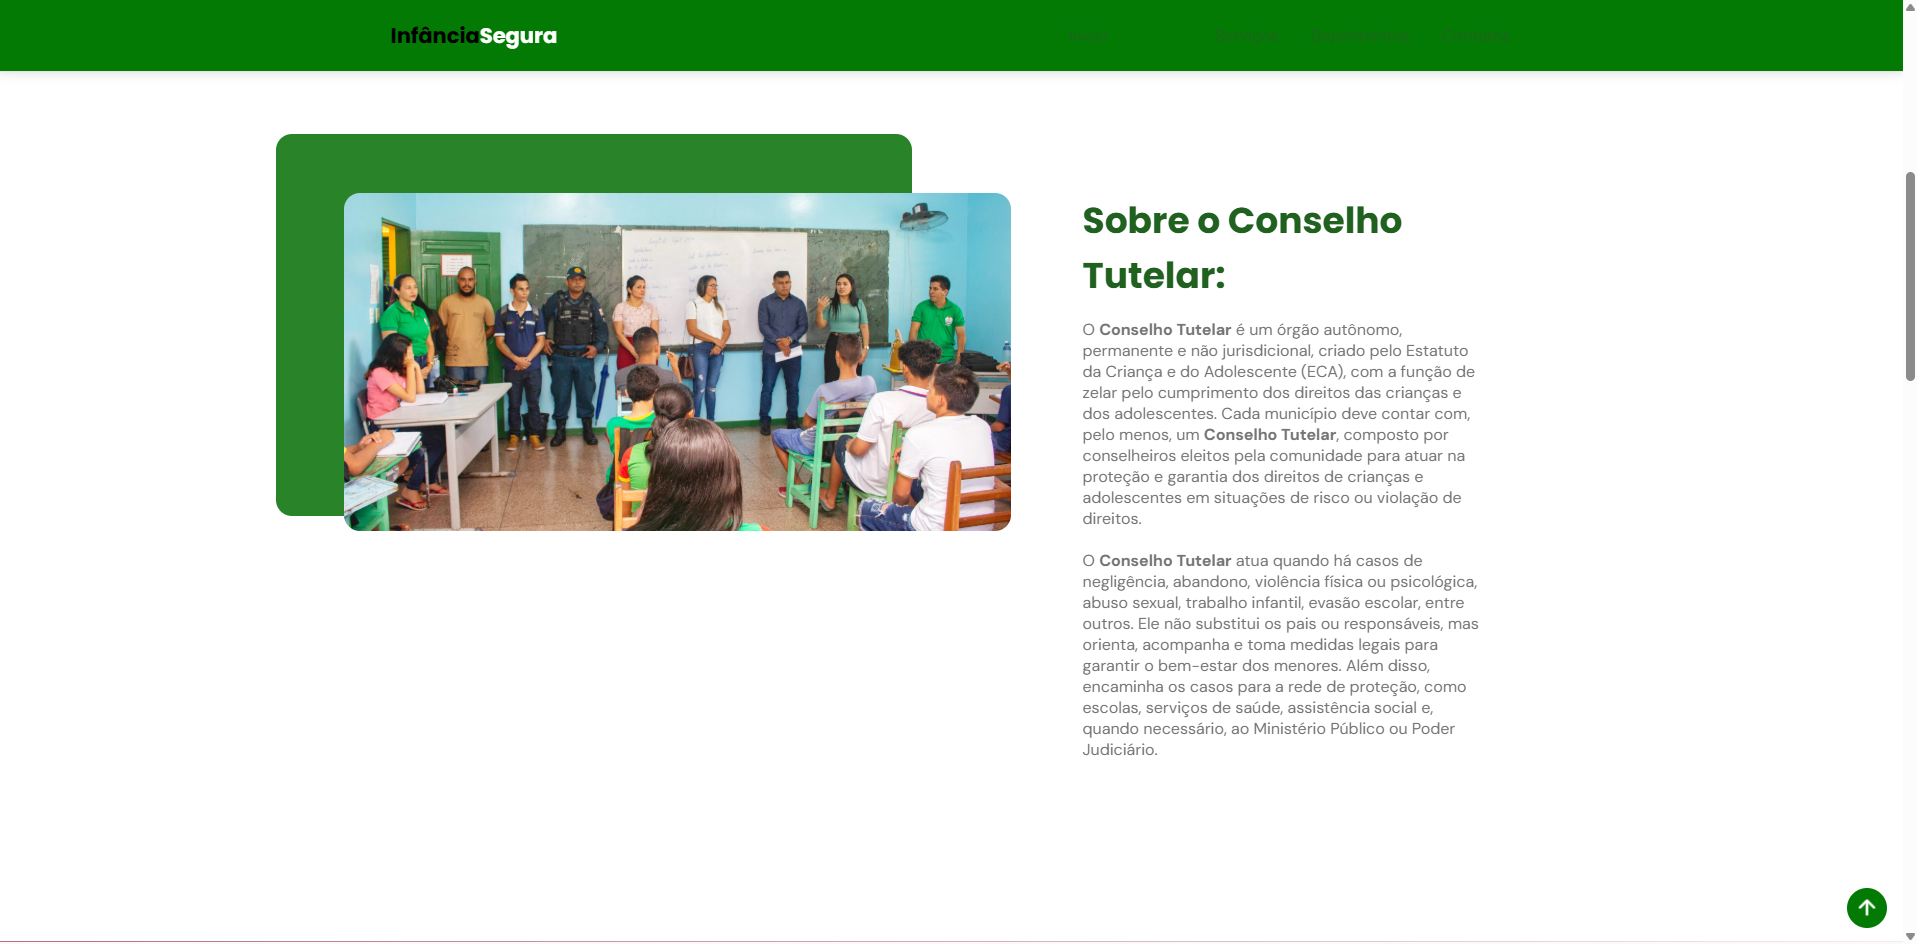 InfânciaSegura
Sobre o Conselho
Tutelar:
O Conselho Tutelar é um órgão autônomo,
permanente e não jurisdicional, criado pelo Estatuto
da Criança e do Adolescente (ECA), com a função de
zelar pelo cumprimento dos direitos das crianças e
dos adolescentes. Cada município deve contar com,
pelo menos, um Conselho Tutelar, composto por
conselheiros eleitos pela comunidade para atuar na
proteção e garantia dos direitos de crianças e
adolescentes em situações de risco ou violação de
direitos.
O Conselho Tutelar atua quando há casos de
negligência, abandono, violência física ou psicológica,
abuso sexual, trabalho infantil, evasão escolar, entre
outros. Ele não substitui os pais ou responsáveis, mas
orienta, acompanha e toma medidas legais para
garantir o bem-estar dos menores. Além disso,
encaminha os casos para a rede de proteção, como
escolas, serviços de saúde, assistência social e,
quando necessário, ao Ministério Público ou Poder
Judiciário.